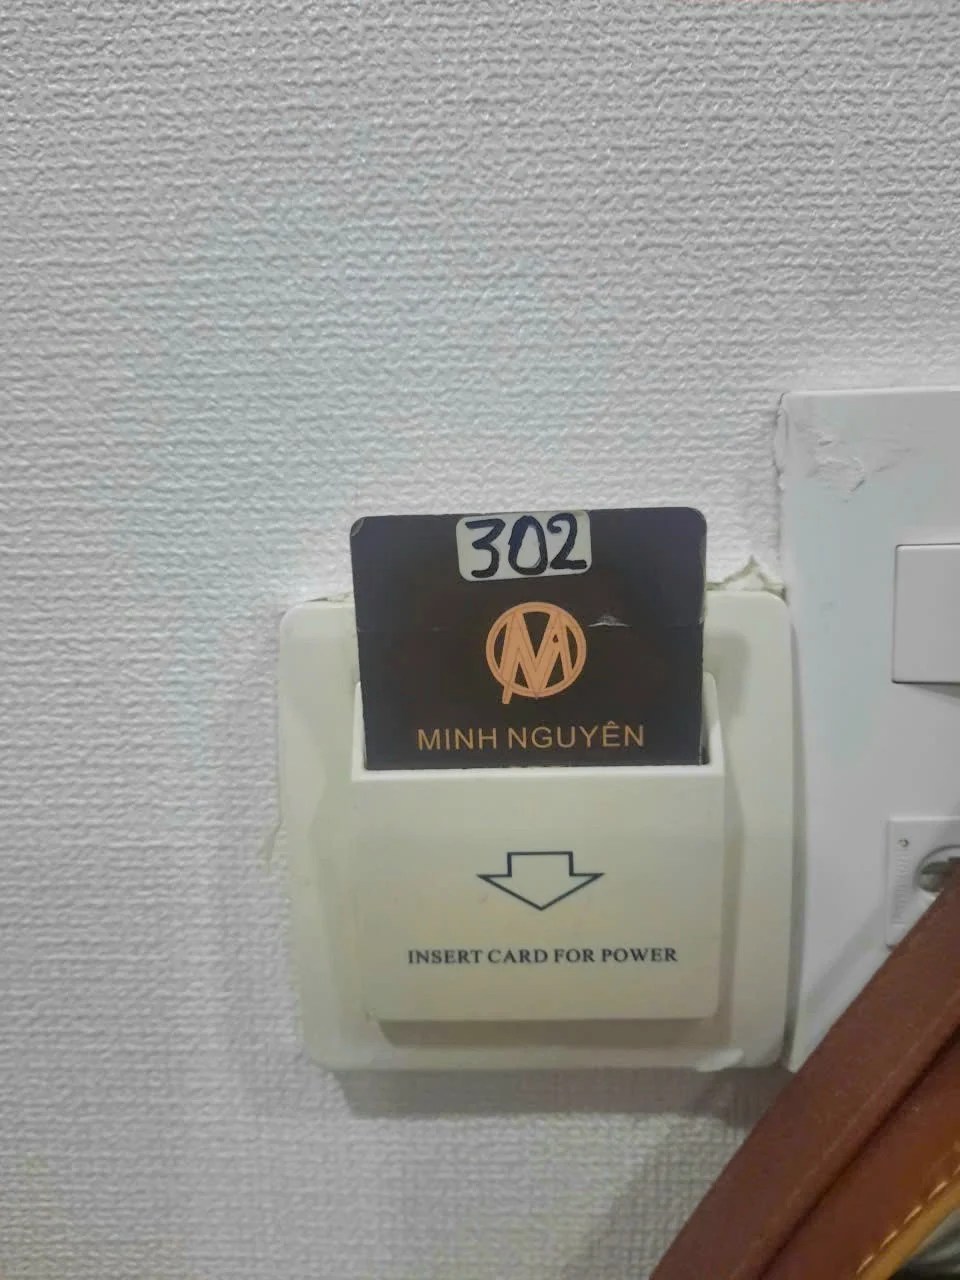 302
MINH NGUYÊN
INSERT CARD FOR POWER